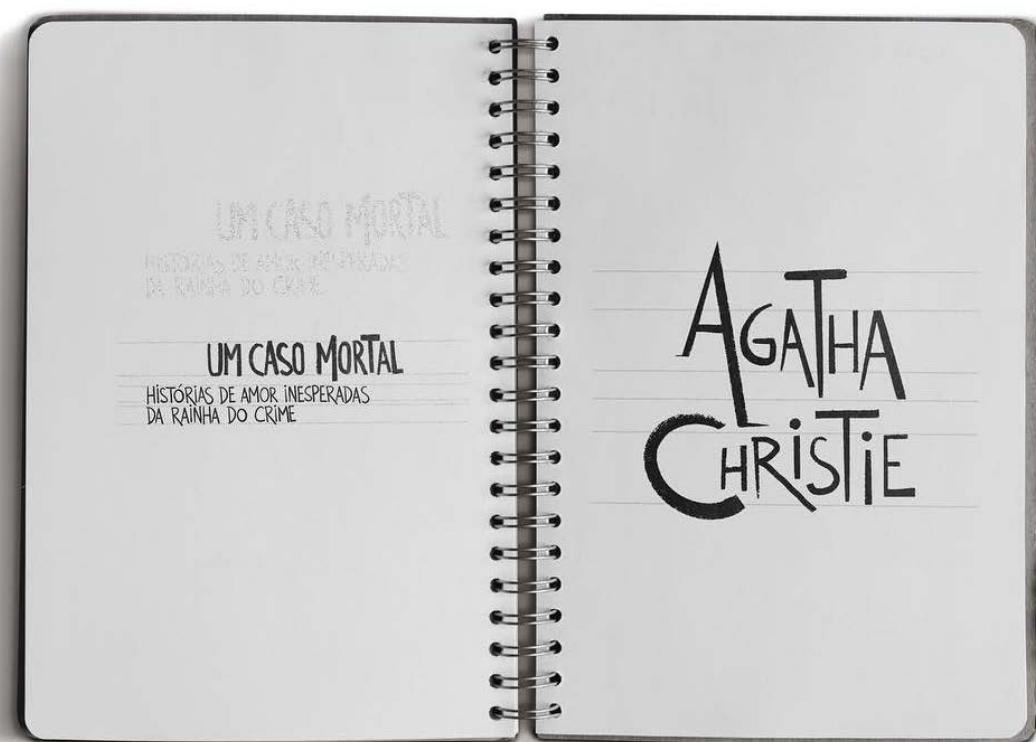 UM CASO MORTAL
HISTÓRIAS DE AMOR INESPERADAS
DA RAINHA DO CRIME
UM CASO MORTAL
HISTÓRIAS DE AMOR INESPERADAS
DA RAINHA DO CRIME
AGATHA
CHRISTIE